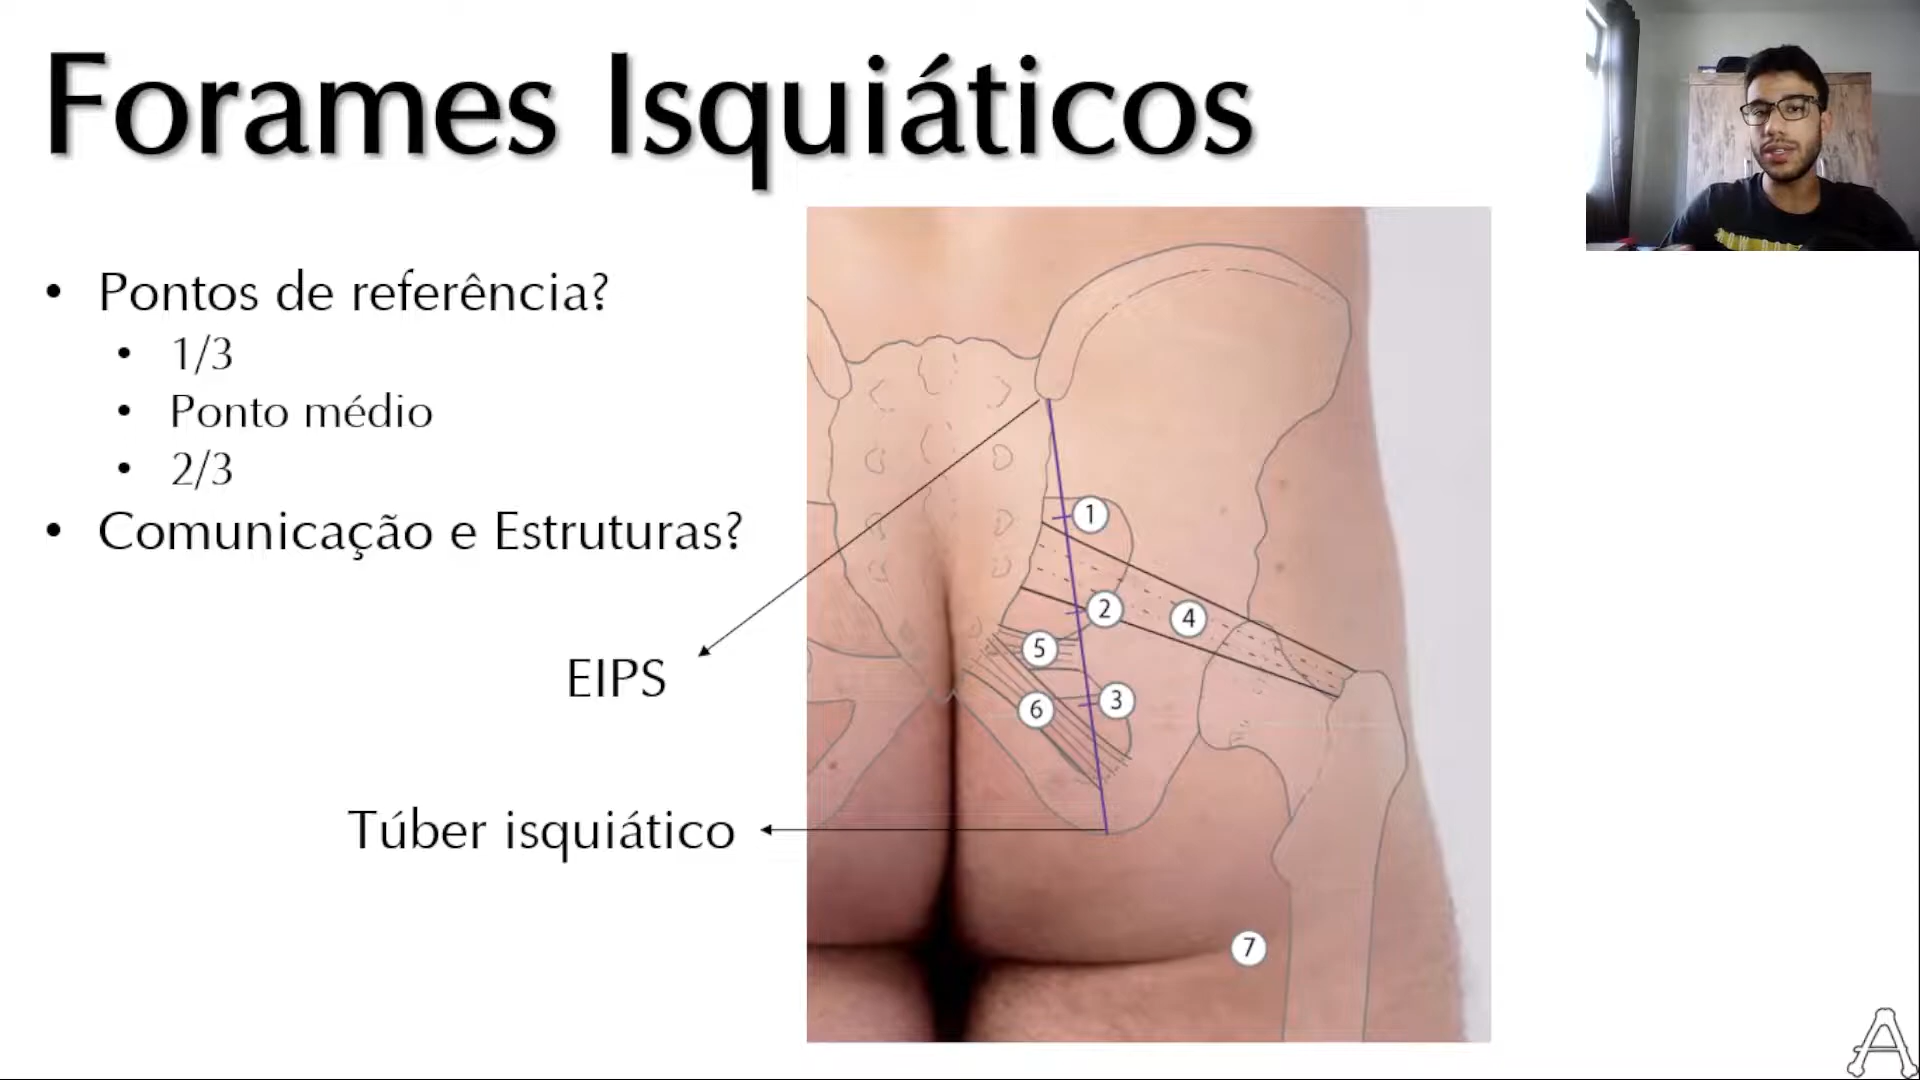 Forames Isquiáticos
• Pontos de referência?
• 1/3
• Ponto médio
• 2/3
• Comunicação e Estruturas?
EIPS
Túber isquiático
1
2
4
5
3
6
7
A